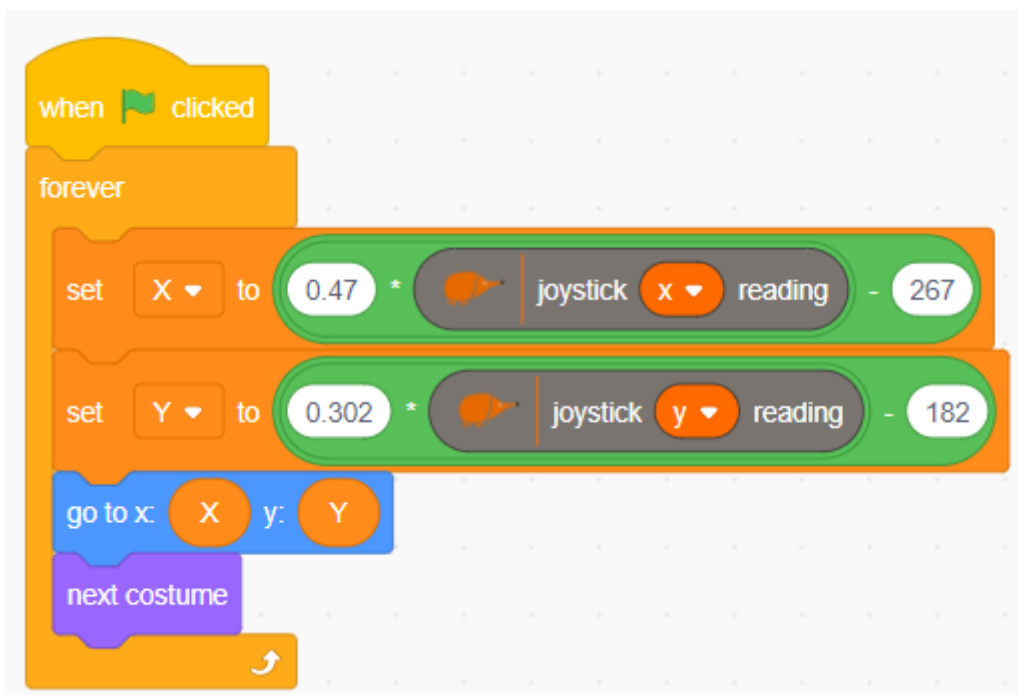 when clicked
forever
set X to 0.47 * joystick x reading - 267
set Y to 0.302 * joystick y reading - 182
go to x: X y: Y
next costume